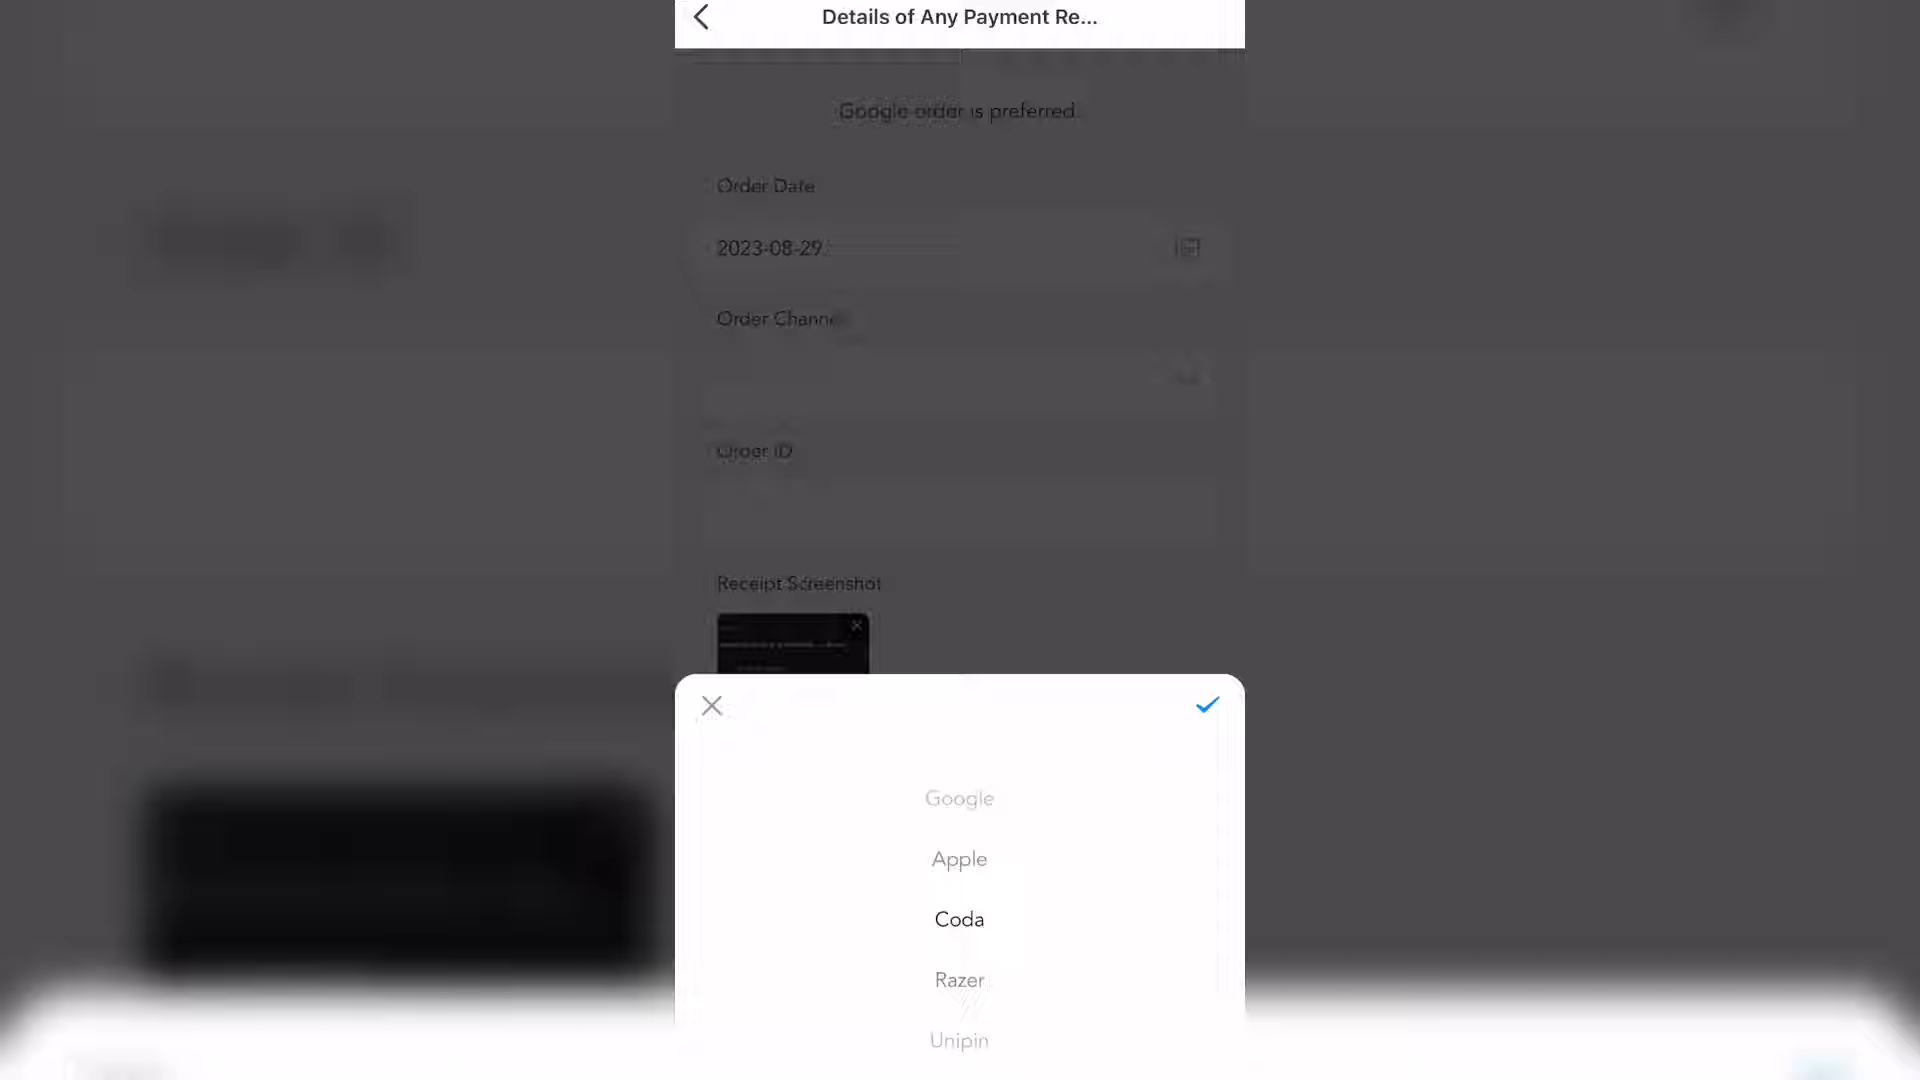 Details of Any Payment Re...
Google order is preferred.
Order Date
2023-08-29
Order Channel
Order ID
Receipt Screenshot
Google
Apple
Coda
Razer
Unipin